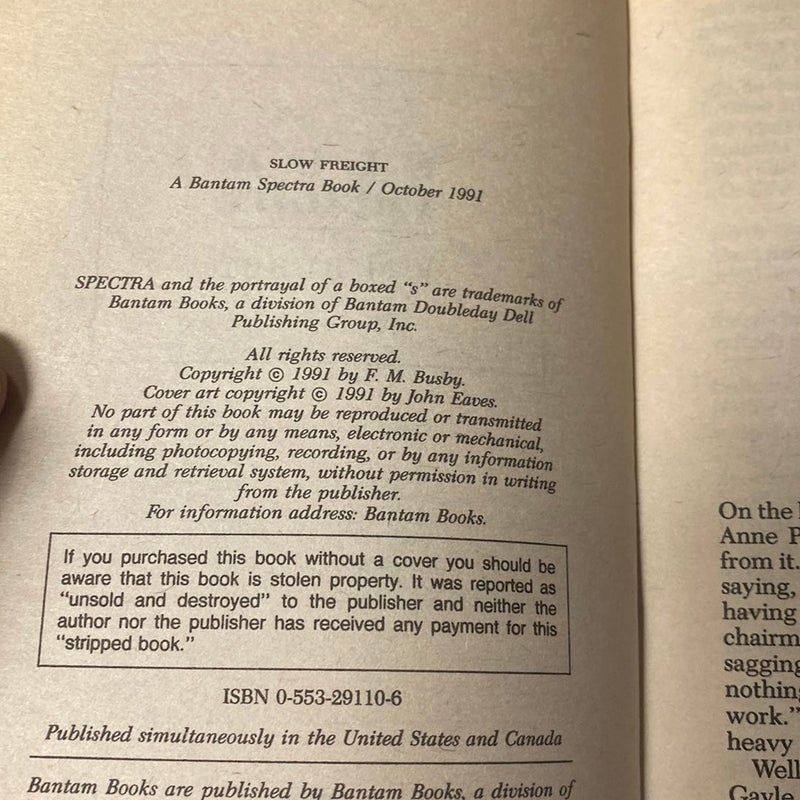 SLOW FREIGHT
A Bantam Spectra Book / October 1991
SPECTRA and the portrayal of a boxed "s" are trademarks of
Bantam Books, a division of Bantam Doubleday Dell
Publishing Group, Inc.
All rights reserved.
Copyright © 1991 by F. M. Busby.
Cover art copyright © 1991 by John Eaves.
No part of this book may be reproduced or transmitted
in any form or by any means, electronic or mechanical,
including photocopying, recording, or by any information
storage and retrieval system, without permission in writing
from the publisher.
For information address: Bantam Books.
If you purchased this book without a cover you should be
aware that this book is stolen property. It was reported as
"unsold and destroyed" to the publisher and neither the
author nor the publisher has received any payment for this
"stripped book."
ISBN 0-553-29110-6
Published simultaneously in the United States and Canada
Bantam Books are published by Bantam Books, a division of
On the
Anne P
from it.
saying,
having
chairm
sagging
nothing
work."
heavy
Well
Gayle